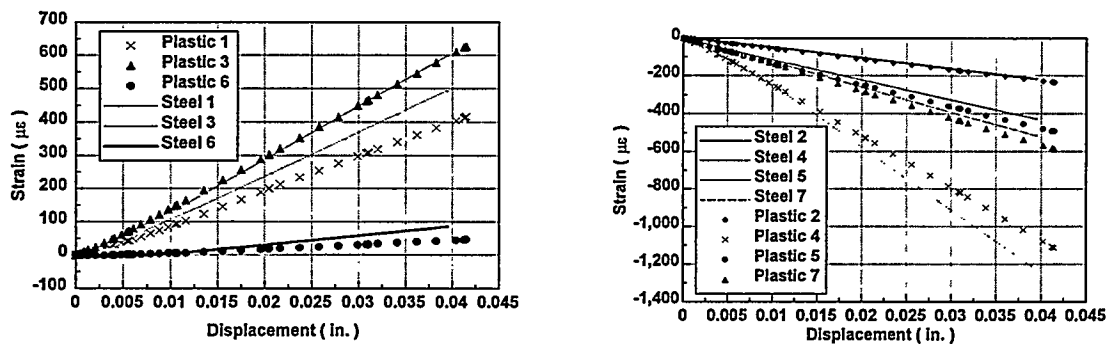 700
600
500
400
300
200
100
0
-100
Strain ( µε )
Plastic 1
Plastic 3
Plastic 6
Steel 1
Steel 3
Steel 6
0 0.005 0.01 0.015 0.02 0.025 0.03 0.035 0.04 0.045
Displacement ( in. )
0
-200
-400
-600
-800
-1,000
-1,200
-1,400
Strain ( µε )
Steel 2
Steel 4
Steel 5
Steel 7
Plastic 2
Plastic 4
Plastic 5
Plastic 7
0 0.005 0.01 0.015 0.02 0.025 0.03 0.035 0.04 0.045
Displacement ( in. )